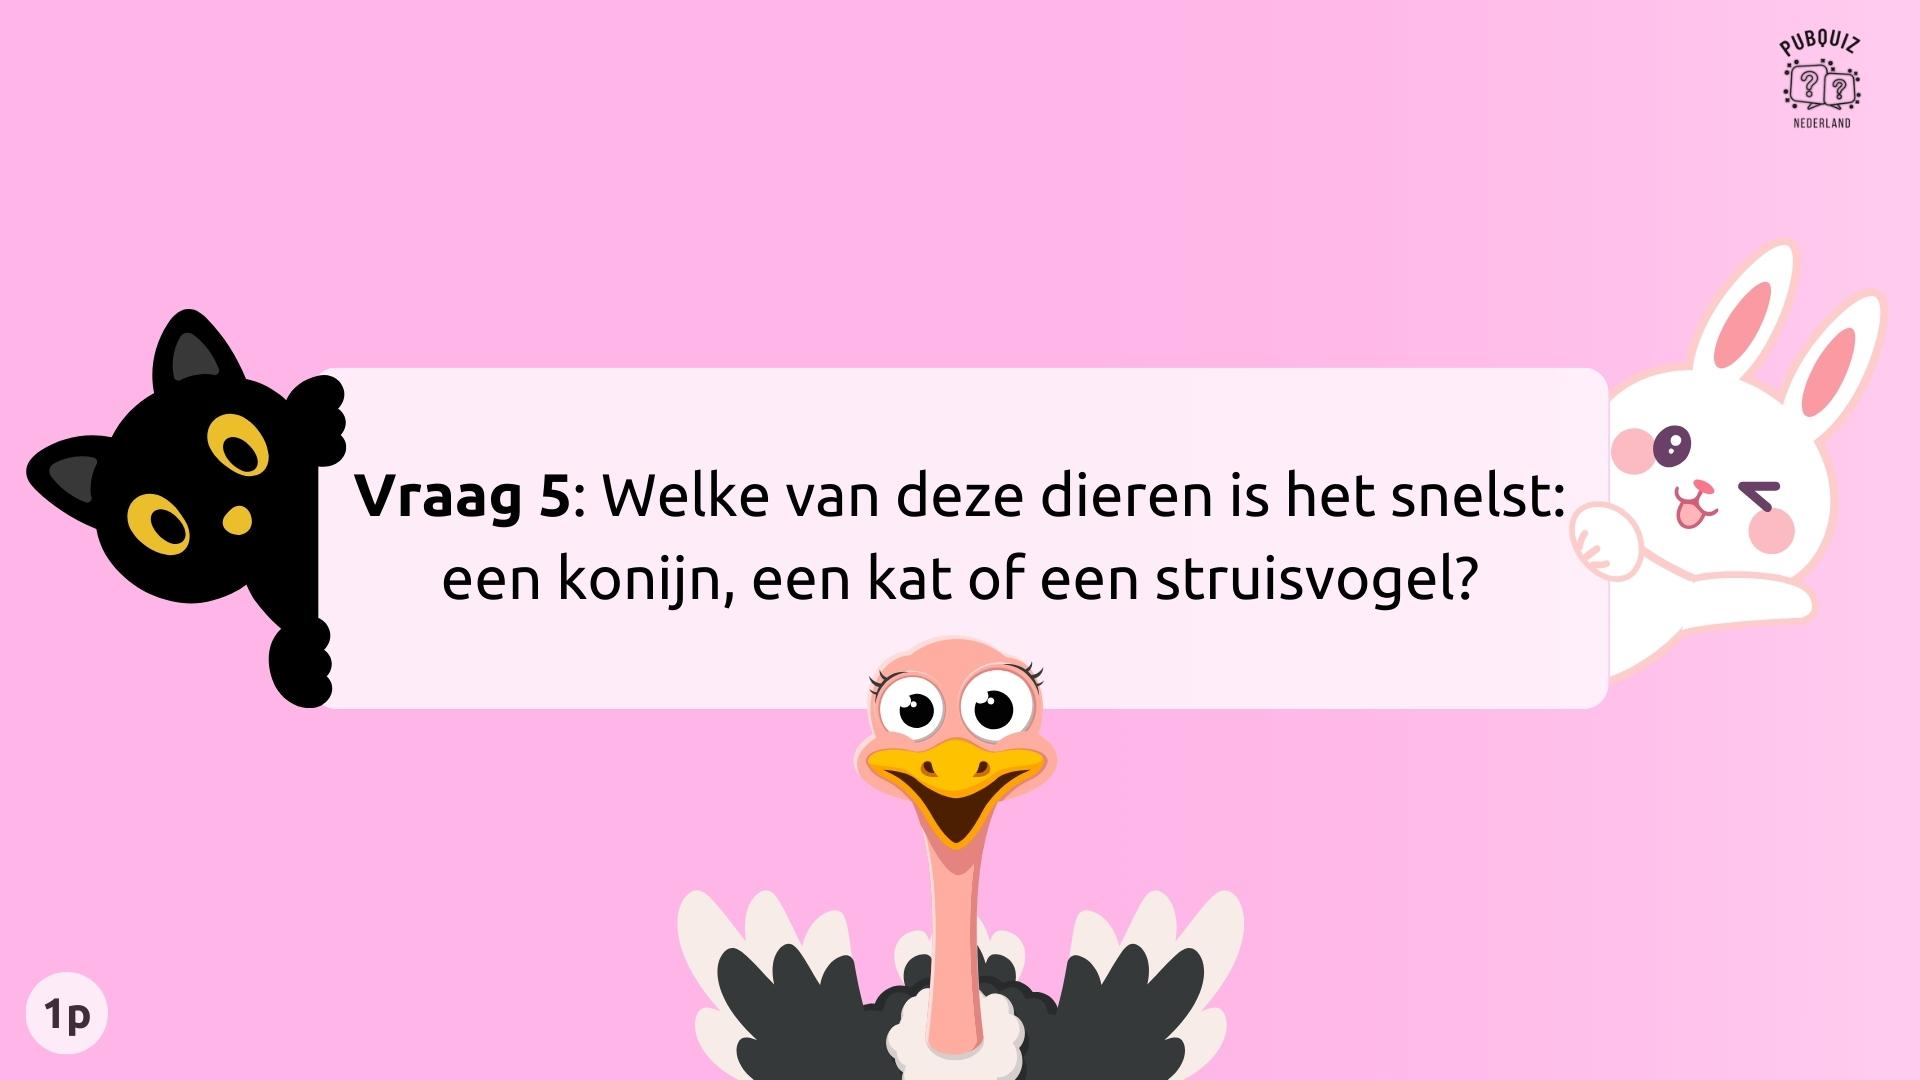 PUBQUIZ
? ?
NEDERLAND
Vraag 5: Welke van deze dieren is het snelst:
een konijn, een kat of een struisvogel?
1p